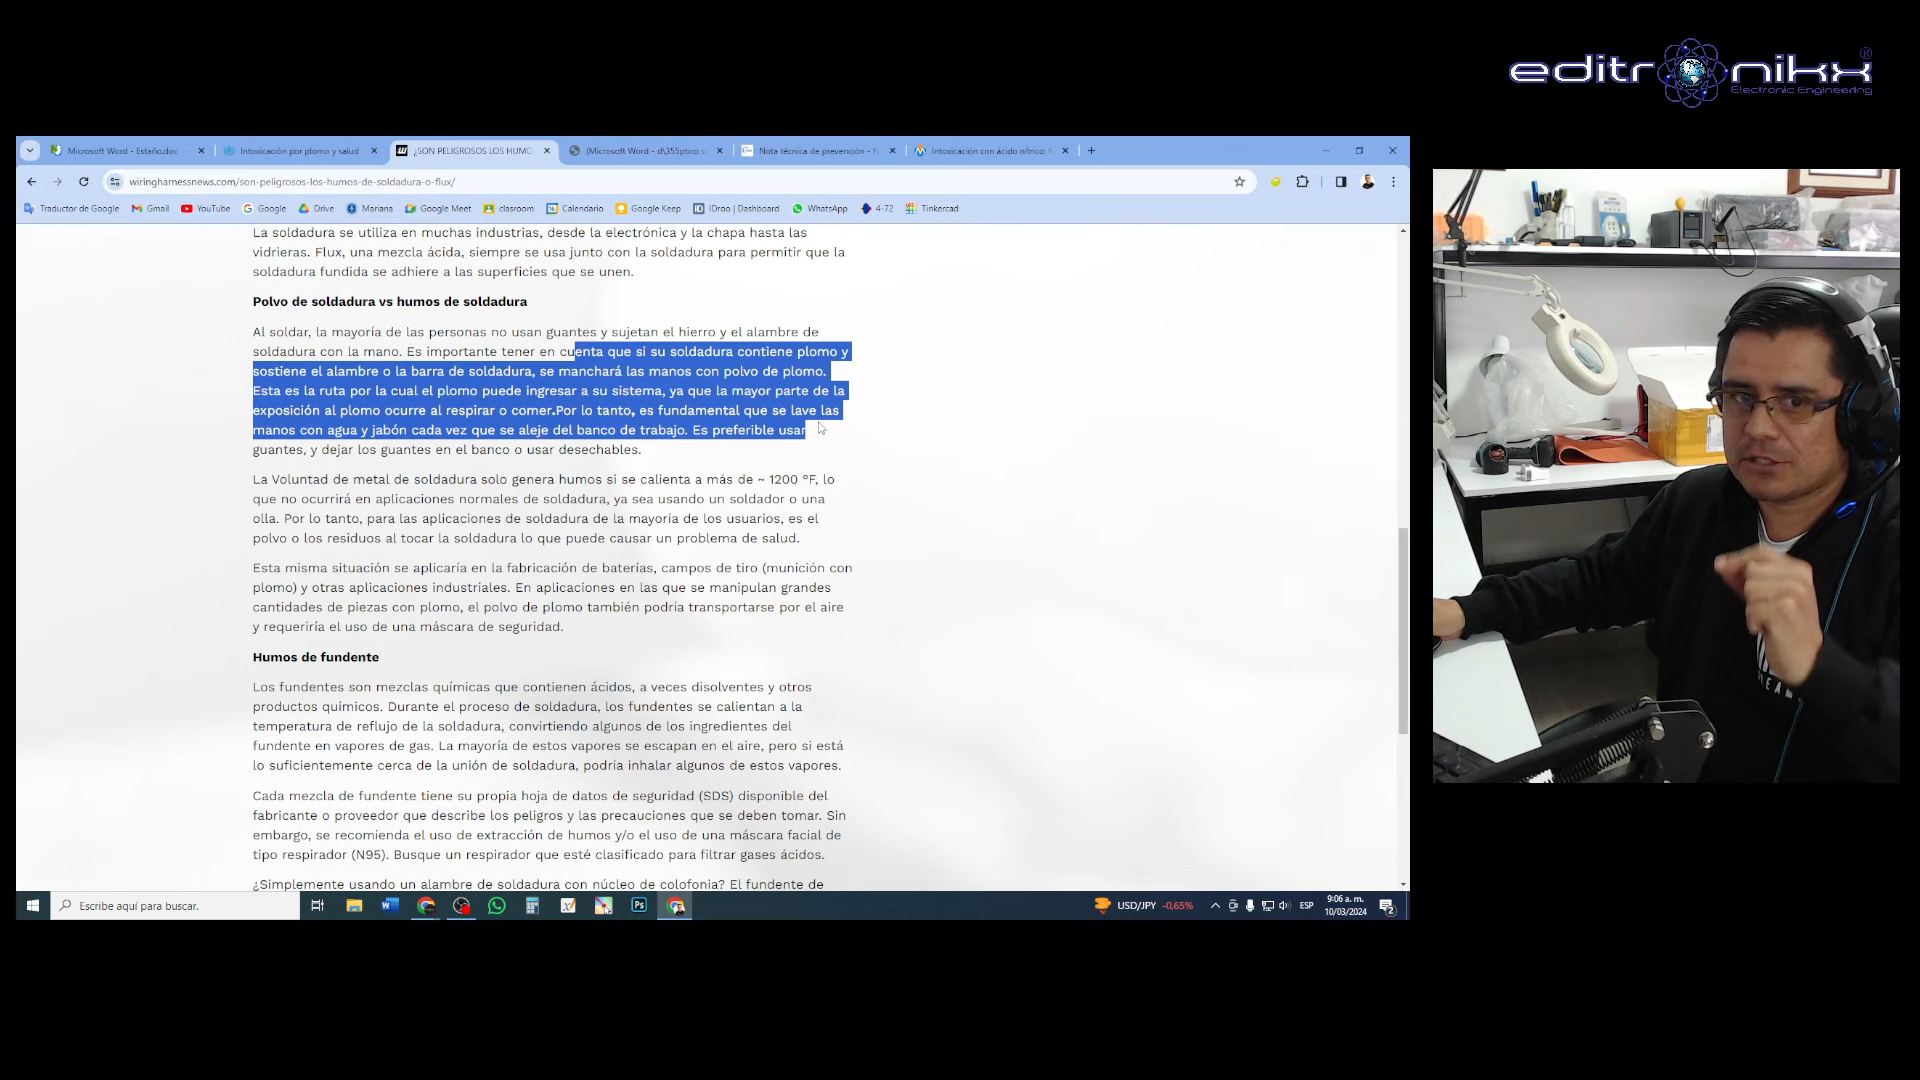 editronikx ®
Electronic Engineering
Microsoft Word - Estaño.doc
Intoxicación por plomo y salud
¿SON PELIGROSOS LOS HUMO
(Microsoft Word - d\355ptico s
Nota técnica de prevención - N
Intoxicación con ácido nítrico:
wiringharnessnews.com/son-peligrosos-los-humos-de-soldadura-o-flux/
Traductor de Google
Gmail
YouTube
Google
Drive
Mariana
Google Meet
clasroom
Calendario
Google Keep
IDroo | Dashboard
WhatsApp
4-72
Tinkercad
La soldadura se utiliza en muchas industrias, desde la electrónica y la chapa hasta las
vidrieras. Flux, una mezcla ácida, siempre se usa junto con la soldadura para permitir que la
soldadura fundida se adhiere a las superficies que se unen.
Polvo de soldadura vs humos de soldadura
Al soldar, la mayoría de las personas no usan guantes y sujetan el hierro y el alambre de
soldadura con la mano. Es importante tener en cuenta que si su soldadura contiene plomo y
sostiene el alambre o la barra de soldadura, se manchará las manos con polvo de plomo.
Esta es la ruta por la cual el plomo puede ingresar a su sistema, ya que la mayor parte de la
exposición al plomo ocurre al respirar o comer.Por lo tanto, es fundamental que se lave las
manos con agua y jabón cada vez que se aleje del banco de trabajo. Es preferible usar
guantes, y dejar los guantes en el banco o usar desechables.
La Voluntad de metal de soldadura solo genera humos si se calienta a más de ~ 1200 °F, lo
que no ocurrirá en aplicaciones normales de soldadura, ya sea usando un soldador o una
olla. Por lo tanto, para las aplicaciones de soldadura de la mayoría de los usuarios, es el
polvo o los residuos al tocar la soldadura lo que puede causar un problema de salud.
Esta misma situación se aplicaría en la fabricación de baterías, campos de tiro (munición con
plomo) y otras aplicaciones industriales. En aplicaciones en las que se manipulan grandes
cantidades de piezas con plomo, el polvo de plomo también podría transportarse por el aire
y requeriría el uso de una máscara de seguridad.
Humos de fundente
Los fundentes son mezclas químicas que contienen ácidos, a veces disolventes y otros
productos químicos. Durante el proceso de soldadura, los fundentes se calientan a la
temperatura de reflujo de la soldadura, convirtiendo algunos de los ingredientes del
fundente en vapores de gas. La mayoría de estos vapores se escapan en el aire, pero si está
lo suficientemente cerca de la unión de soldadura, podría inhalar algunos de estos vapores.
Cada mezcla de fundente tiene su propia hoja de datos de seguridad (SDS) disponible del
fabricante o proveedor que describe los peligros y las precauciones que se deben tomar. Sin
embargo, se recomienda el uso de extracción de humos y/o el uso de una máscara facial de
tipo respirador (N95). Busque un respirador que esté clasificado para filtrar gases ácidos.
¿Simplemente usando un alambre de soldadura con núcleo de colofonia? El fundente de
Escribe aquí para buscar.
USD/JPY -0,65%
ESP
9:06 a. m.
10/03/2024
2